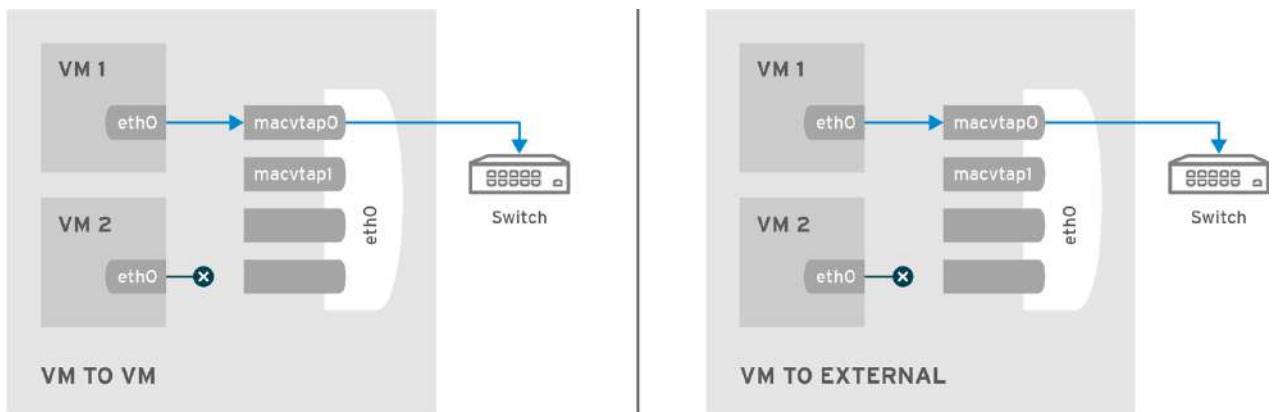 VM 1
eth0
macvtap0
macvtap1
VM 2
eth0
eth0
Switch
VM TO VM
VM 1
eth0
macvtap0
macvtap1
VM 2
eth0
eth0
Switch
VM TO EXTERNAL